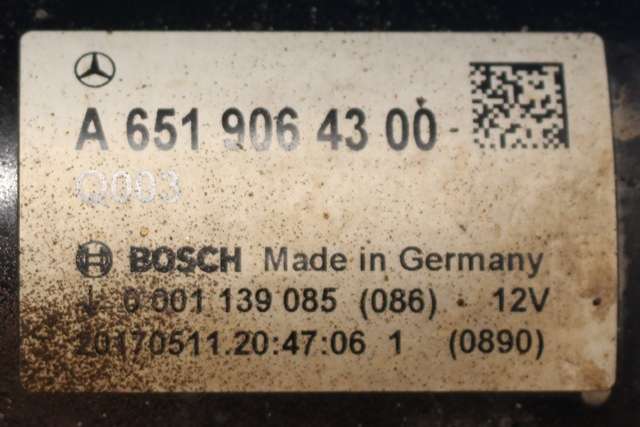 A 651 906 43 00
Q003
BOSCH Made in Germany
0 001 139 085 (086) · 12V
20170511.20:47:06 1 (0890)